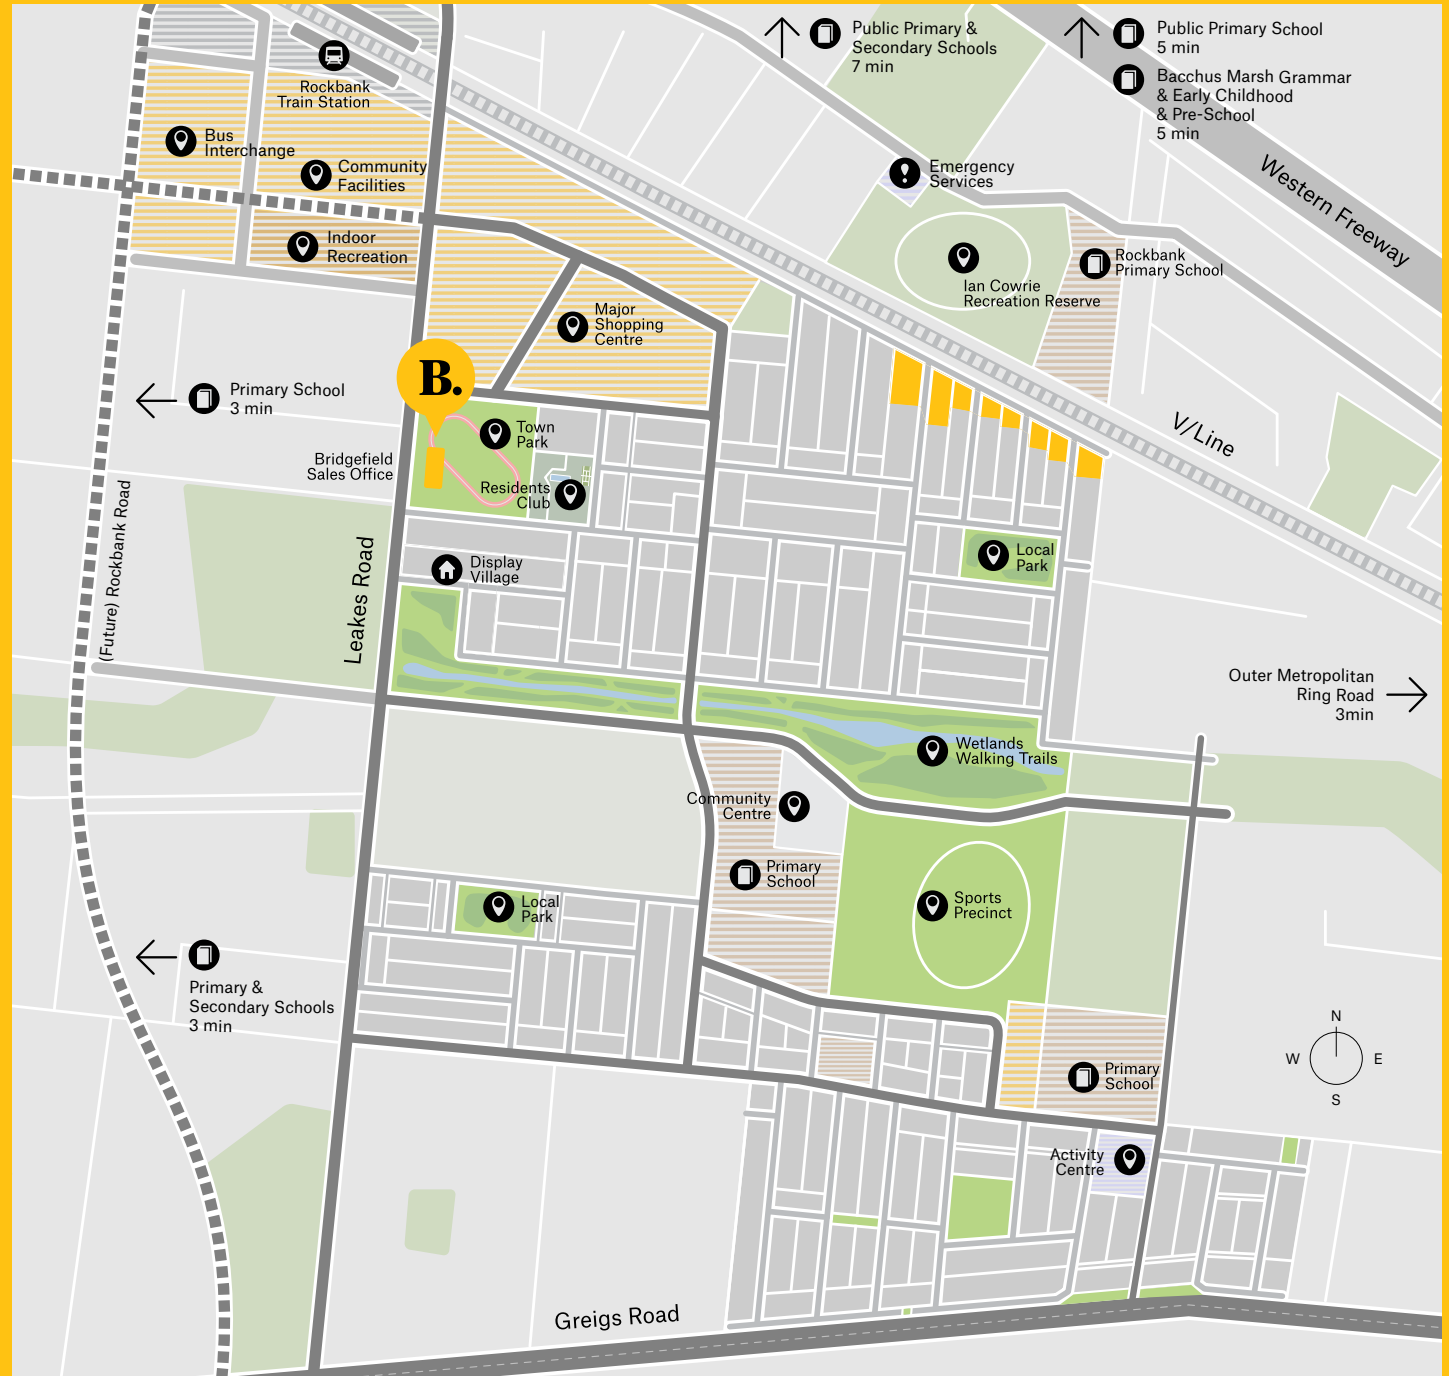 Public Primary &
Secondary Schools
7 min
Public Primary School
5 min
Bacchus Marsh Grammar
& Early Childhood
& Pre-School
5 min
Rockbank
Train Station
Bus
Interchange
Community
Facilities
Emergency
Services
Western Freeway
Indoor
Recreation
Rockbank
Primary School
Ian Cowrie
Recreation Reserve
Major
Shopping
Centre
B.
Primary School
3 min
Town
Park
V/Line
Bridgefield
Sales Office
Residents
Club
(Future) Rockbank Road
Leakes Road
Display
Village
Local
Park
Outer Metropolitan
Ring Road
3min
Wetlands
Walking Trails
Community
Centre
Primary
School
Sports
Precinct
Local
Park
Primary &
Secondary Schools
3 min
N
W
E
S
Primary
School
Activity
Centre
Greigs Road